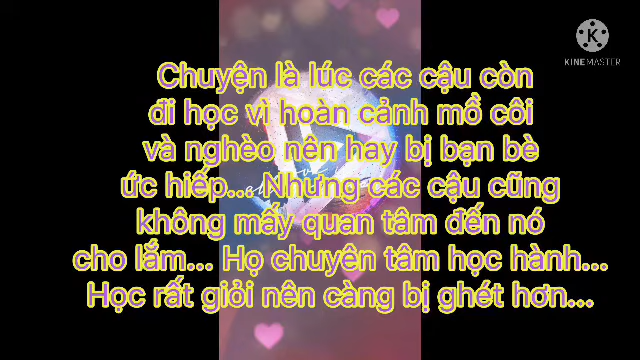 KINEMASTER
Chuyện là lúc các cậu còn
đi học vì hoàn cảnh mồ côi
và nghèo nên hay bị bạn bè
ức hiếp... Nhưng các cậu cũng
không mấy quan tâm đến nó
cho lắm... Họ chuyên tâm học hành...
Học rất giỏi nên càng bị ghét hơn...